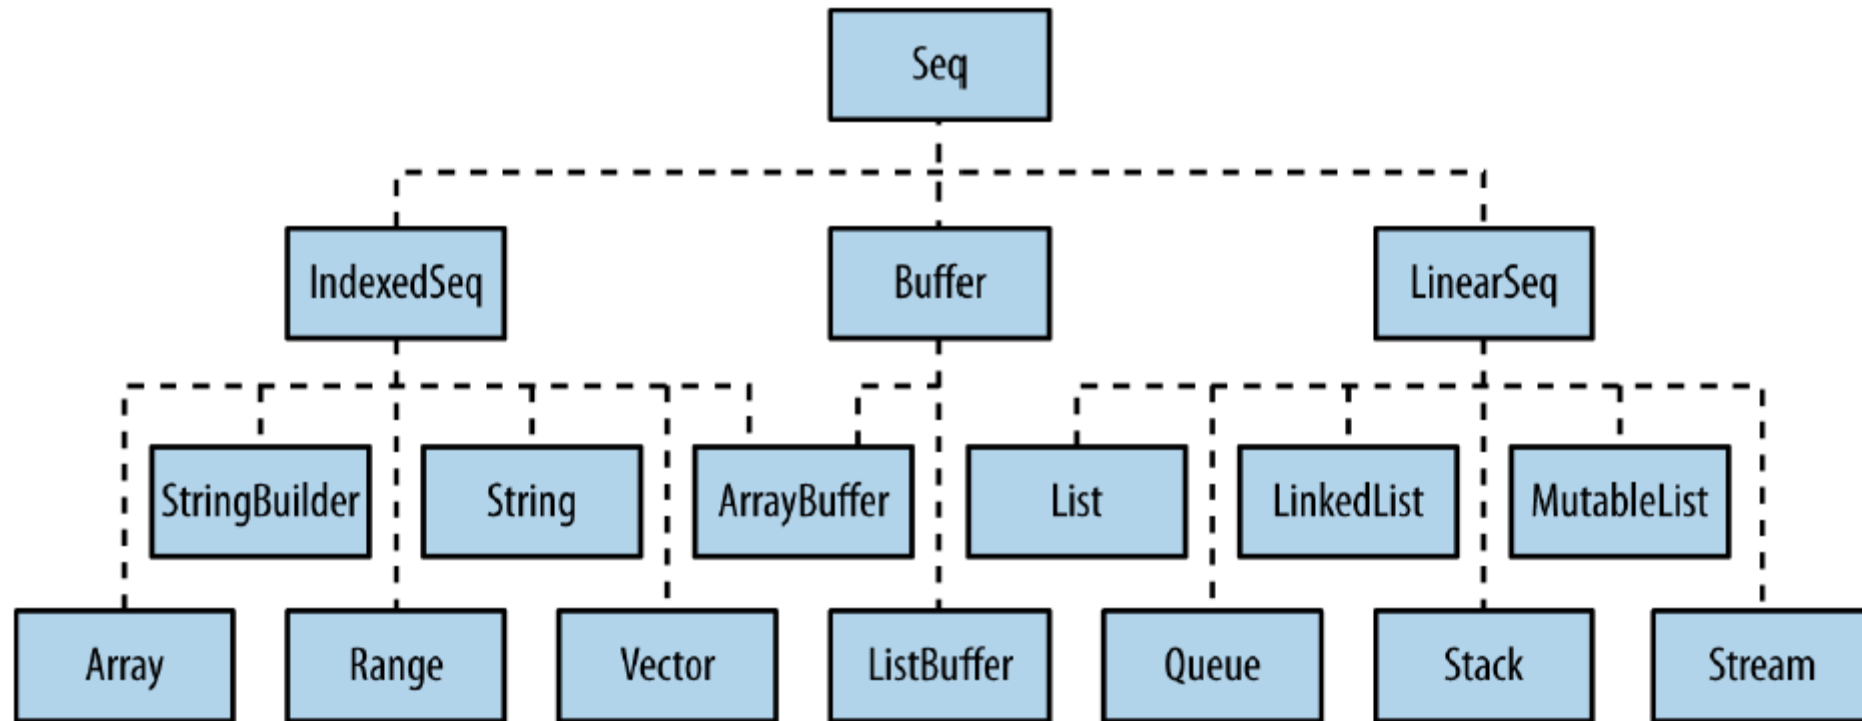 Seq
IndexedSeq
Buffer
LinearSeq
StringBuilder
String
ArrayBuffer
List
LinkedList
MutableList
Array
Range
Vector
ListBuffer
Queue
Stack
Stream